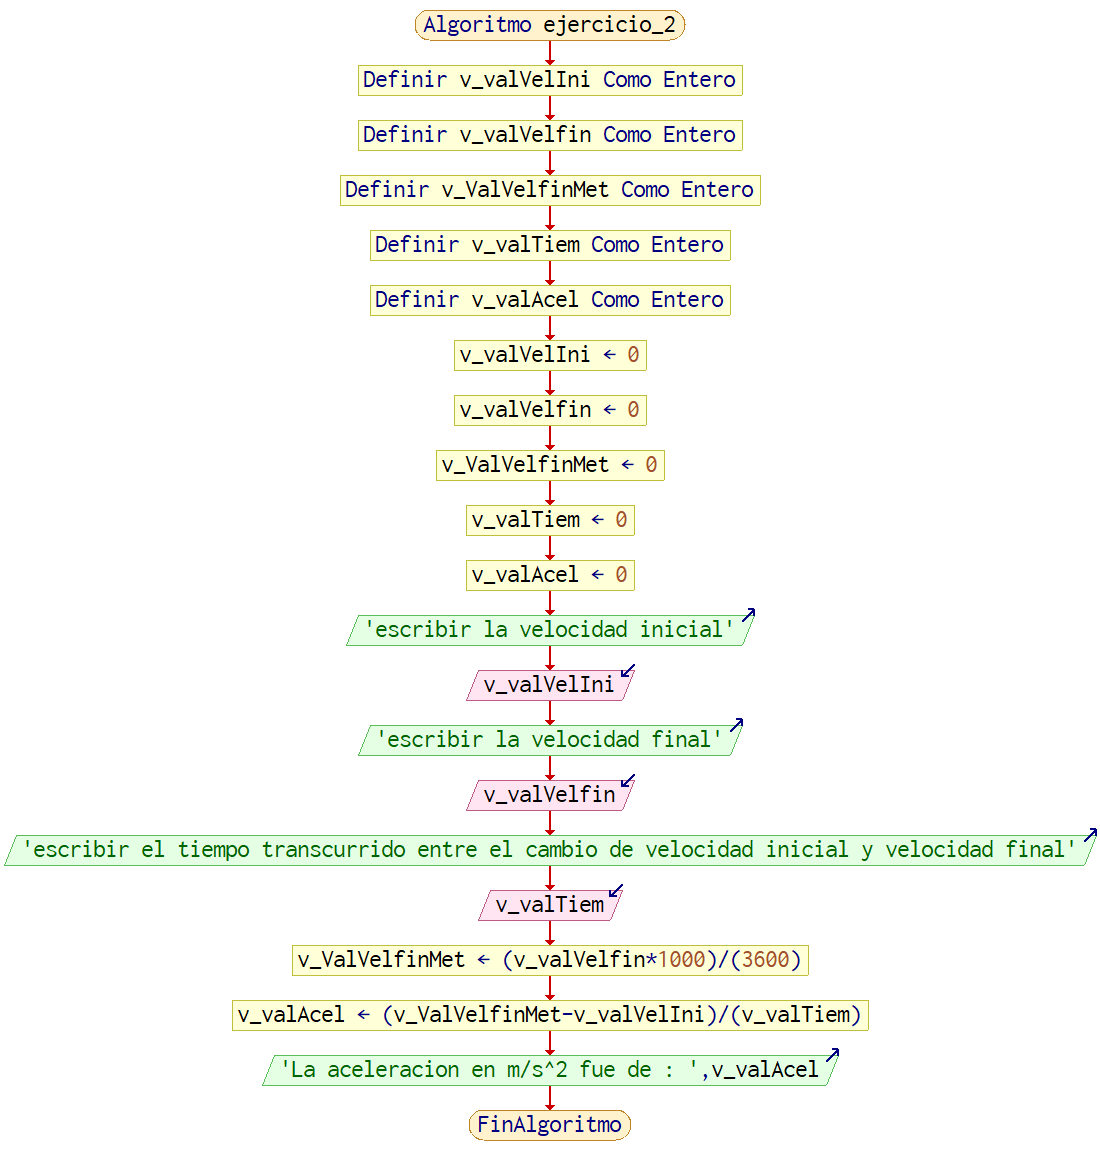 Algoritmo ejercicio_2
Definir v_valVelIni Como Entero
Definir v_valVelfin Como Entero
Definir v_ValVelfinMet Como Entero
Definir v_valTiem Como Entero
Definir v_valAcel Como Entero
v_valVelIni ← 0
v_valVelfin ← 0
v_ValVelfinMet ← 0
v_valTiem ← 0
v_valAcel ← 0
'escribir la velocidad inicial'
v_valVelIni
'escribir la velocidad final'
v_valVelfin
'escribir el tiempo transcurrido entre el cambio de velocidad inicial y velocidad final'
v_valTiem
v_ValVelfinMet ← (v_valVelfin*1000)/(3600)
v_valAcel ← (v_ValVelfinMet-v_valVelIni)/(v_valTiem)
'La aceleracion en m/s^2 fue de : ',v_valAcel
FinAlgoritmo